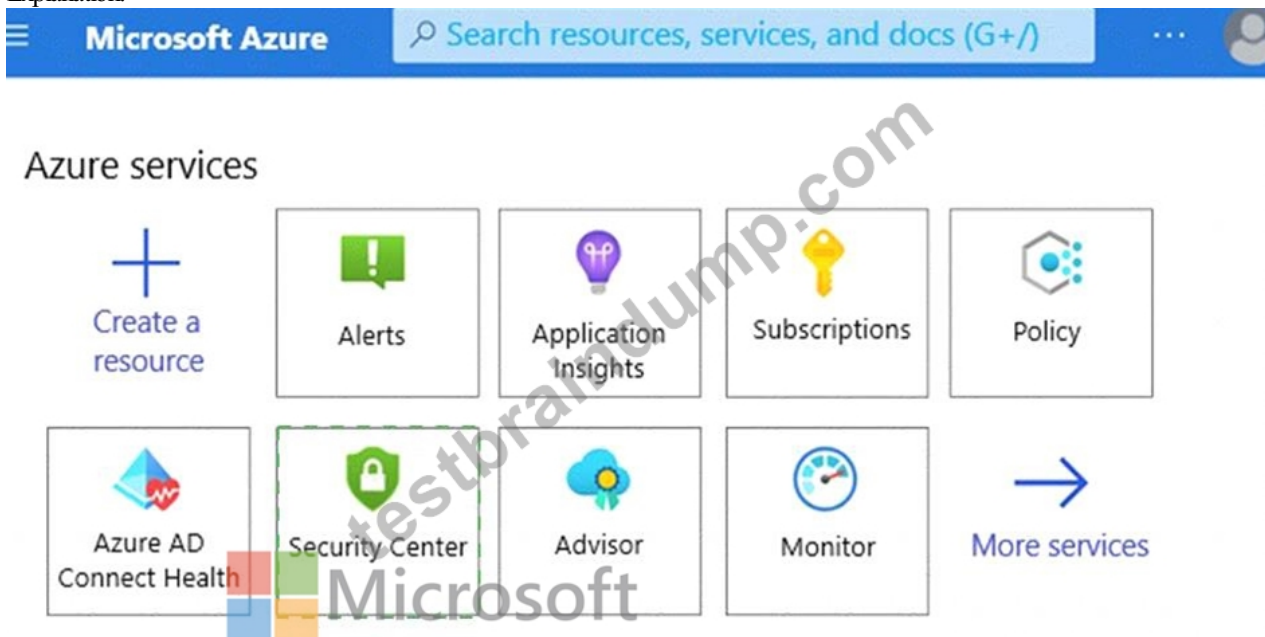 Microsoft Azure
Search resources, services, and docs (G+/)
...
Azure services
Create a
resource
Alerts
Application
Insights
Subscriptions
Policy
Azure AD
Connect Health
Security Center
Advisor
Monitor
More services
testbraindump.com
Microsoft